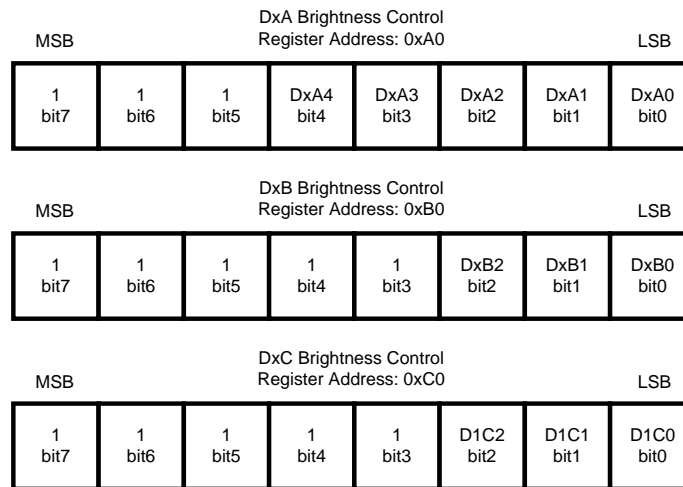 DxA Brightness Control
MSB Register Address: 0xA0 LSB
1 1 1 DxA4 DxA3 DxA2 DxA1 DxA0
bit7 bit6 bit5 bit4 bit3 bit2 bit1 bit0
DxB Brightness Control
MSB Register Address: 0xB0 LSB
1 1 1 1 1 DxB2 DxB1 DxB0
bit7 bit6 bit5 bit4 bit3 bit2 bit1 bit0
DxC Brightness Control
MSB Register Address: 0xC0 LSB
1 1 1 1 1 D1C2 D1C1 D1C0
bit7 bit6 bit5 bit4 bit3 bit2 bit1 bit0